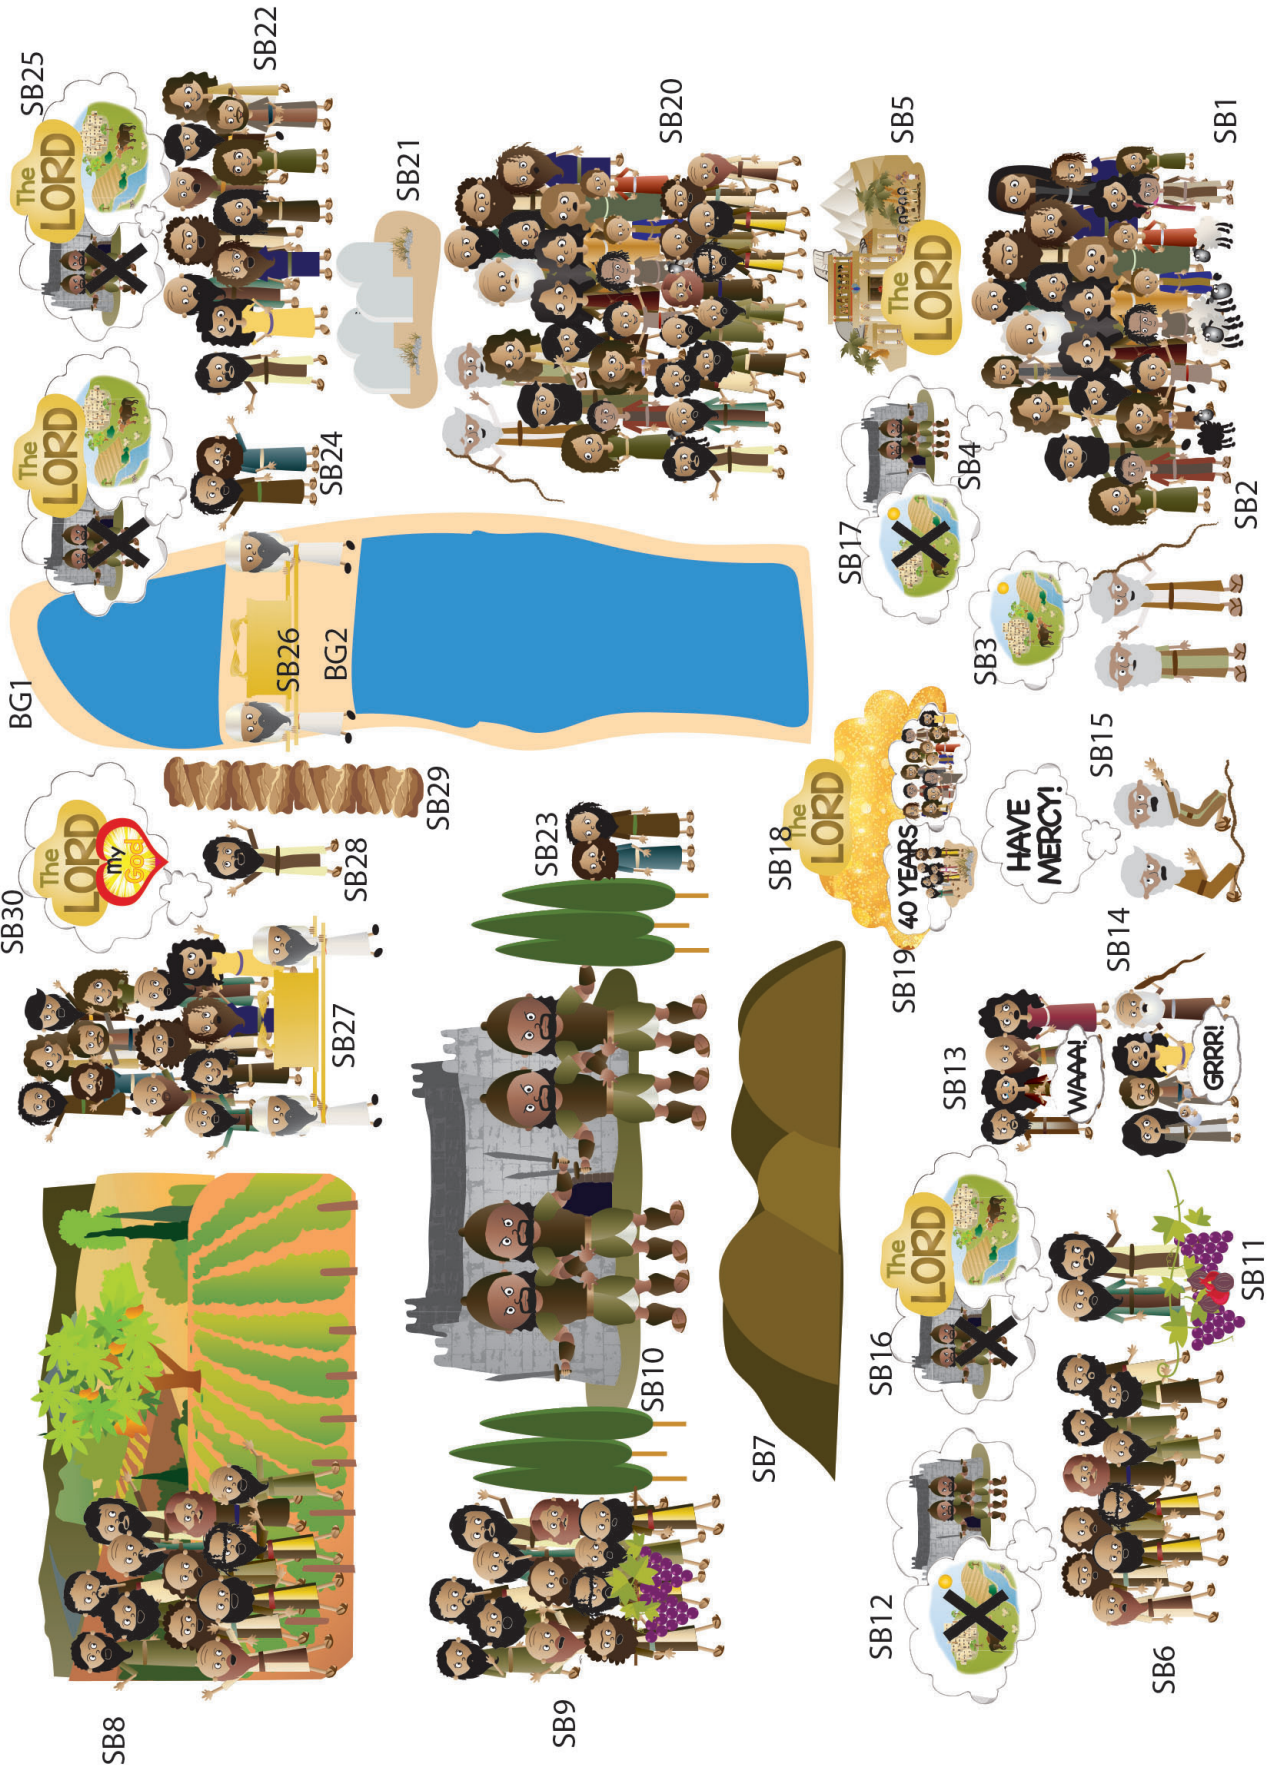 SB8
SB30
The
LORD
my
God
BG1
The
LORD
The
LORD
SB25
SB22
SB27
SB28
SB29
SB26
BG2
SB24
SB21
SB9
SB10
SB23
SB20
SB7
SB18
The
LORD
SB19
40 YEARS
SB17
SB4
The
LORD
SB5
SB12
SB16
The
LORD
SB13
WAAA!
HAVE
MERCY!
SB3
SB15
SB14
GRRR!
SB6
SB11
SB2
SB1